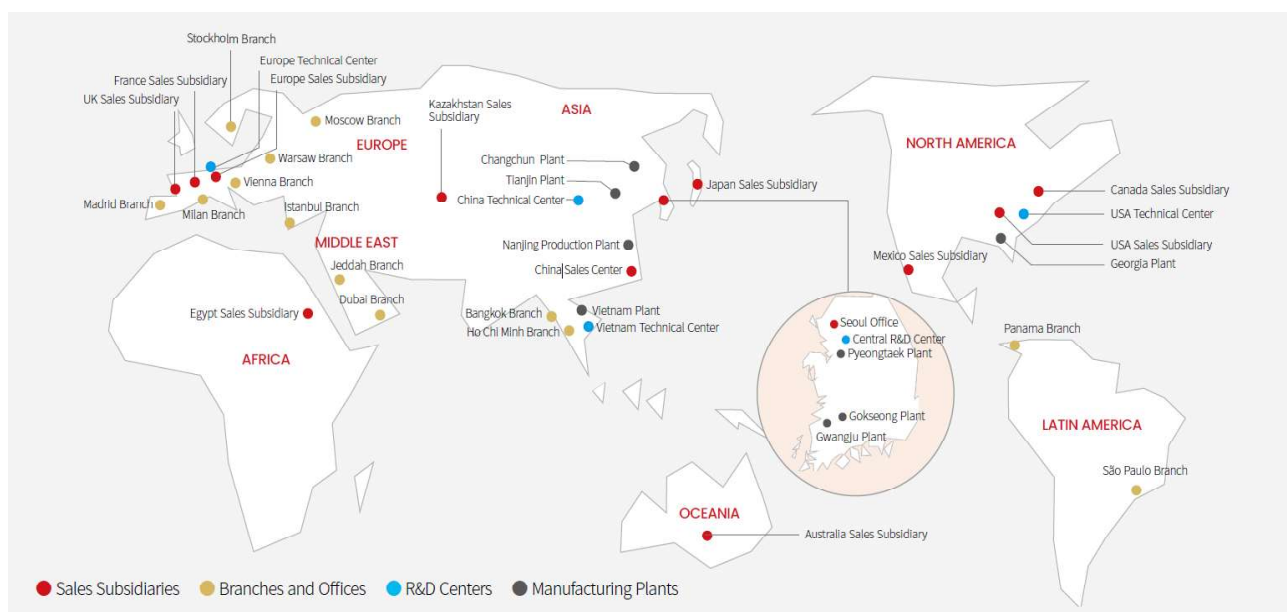 Stockholm Branch
Europe Technical Center
Europe Sales Subsidiary
France Sales Subsidiary
UK Sales Subsidiary
Moscow Branch
EUROPE
Warsaw Branch
Vienna Branch
Madrid Branch
Milan Branch
Istanbul Branch
MIDDLE EAST
Jeddah Branch
Dubai Branch
Egypt Sales Subsidiary
AFRICA
Kazakhstan Sales
Subsidiary
ASIA
Changchun Plant
Tianjin Plant
China Technical Center
Japan Sales Subsidiary
Nanjing Production Plant
China Sales Center
Bangkok Branch
Vietnam Plant
Ho Chi Minh Branch
Vietnam Technical Center
Seoul Office
Central R&D Center
Pyeongtaek Plant
Gokseong Plant
Gwangju Plant
OCEANIA
Australia Sales Subsidiary
NORTH AMERICA
Canada Sales Subsidiary
USA Technical Center
USA Sales Subsidiary
Georgia Plant
Mexico Sales Subsidiary
Panama Branch
LATIN AMERICA
São Paulo Branch
Sales Subsidiaries
Branches and Offices
R&D Centers
Manufacturing Plants